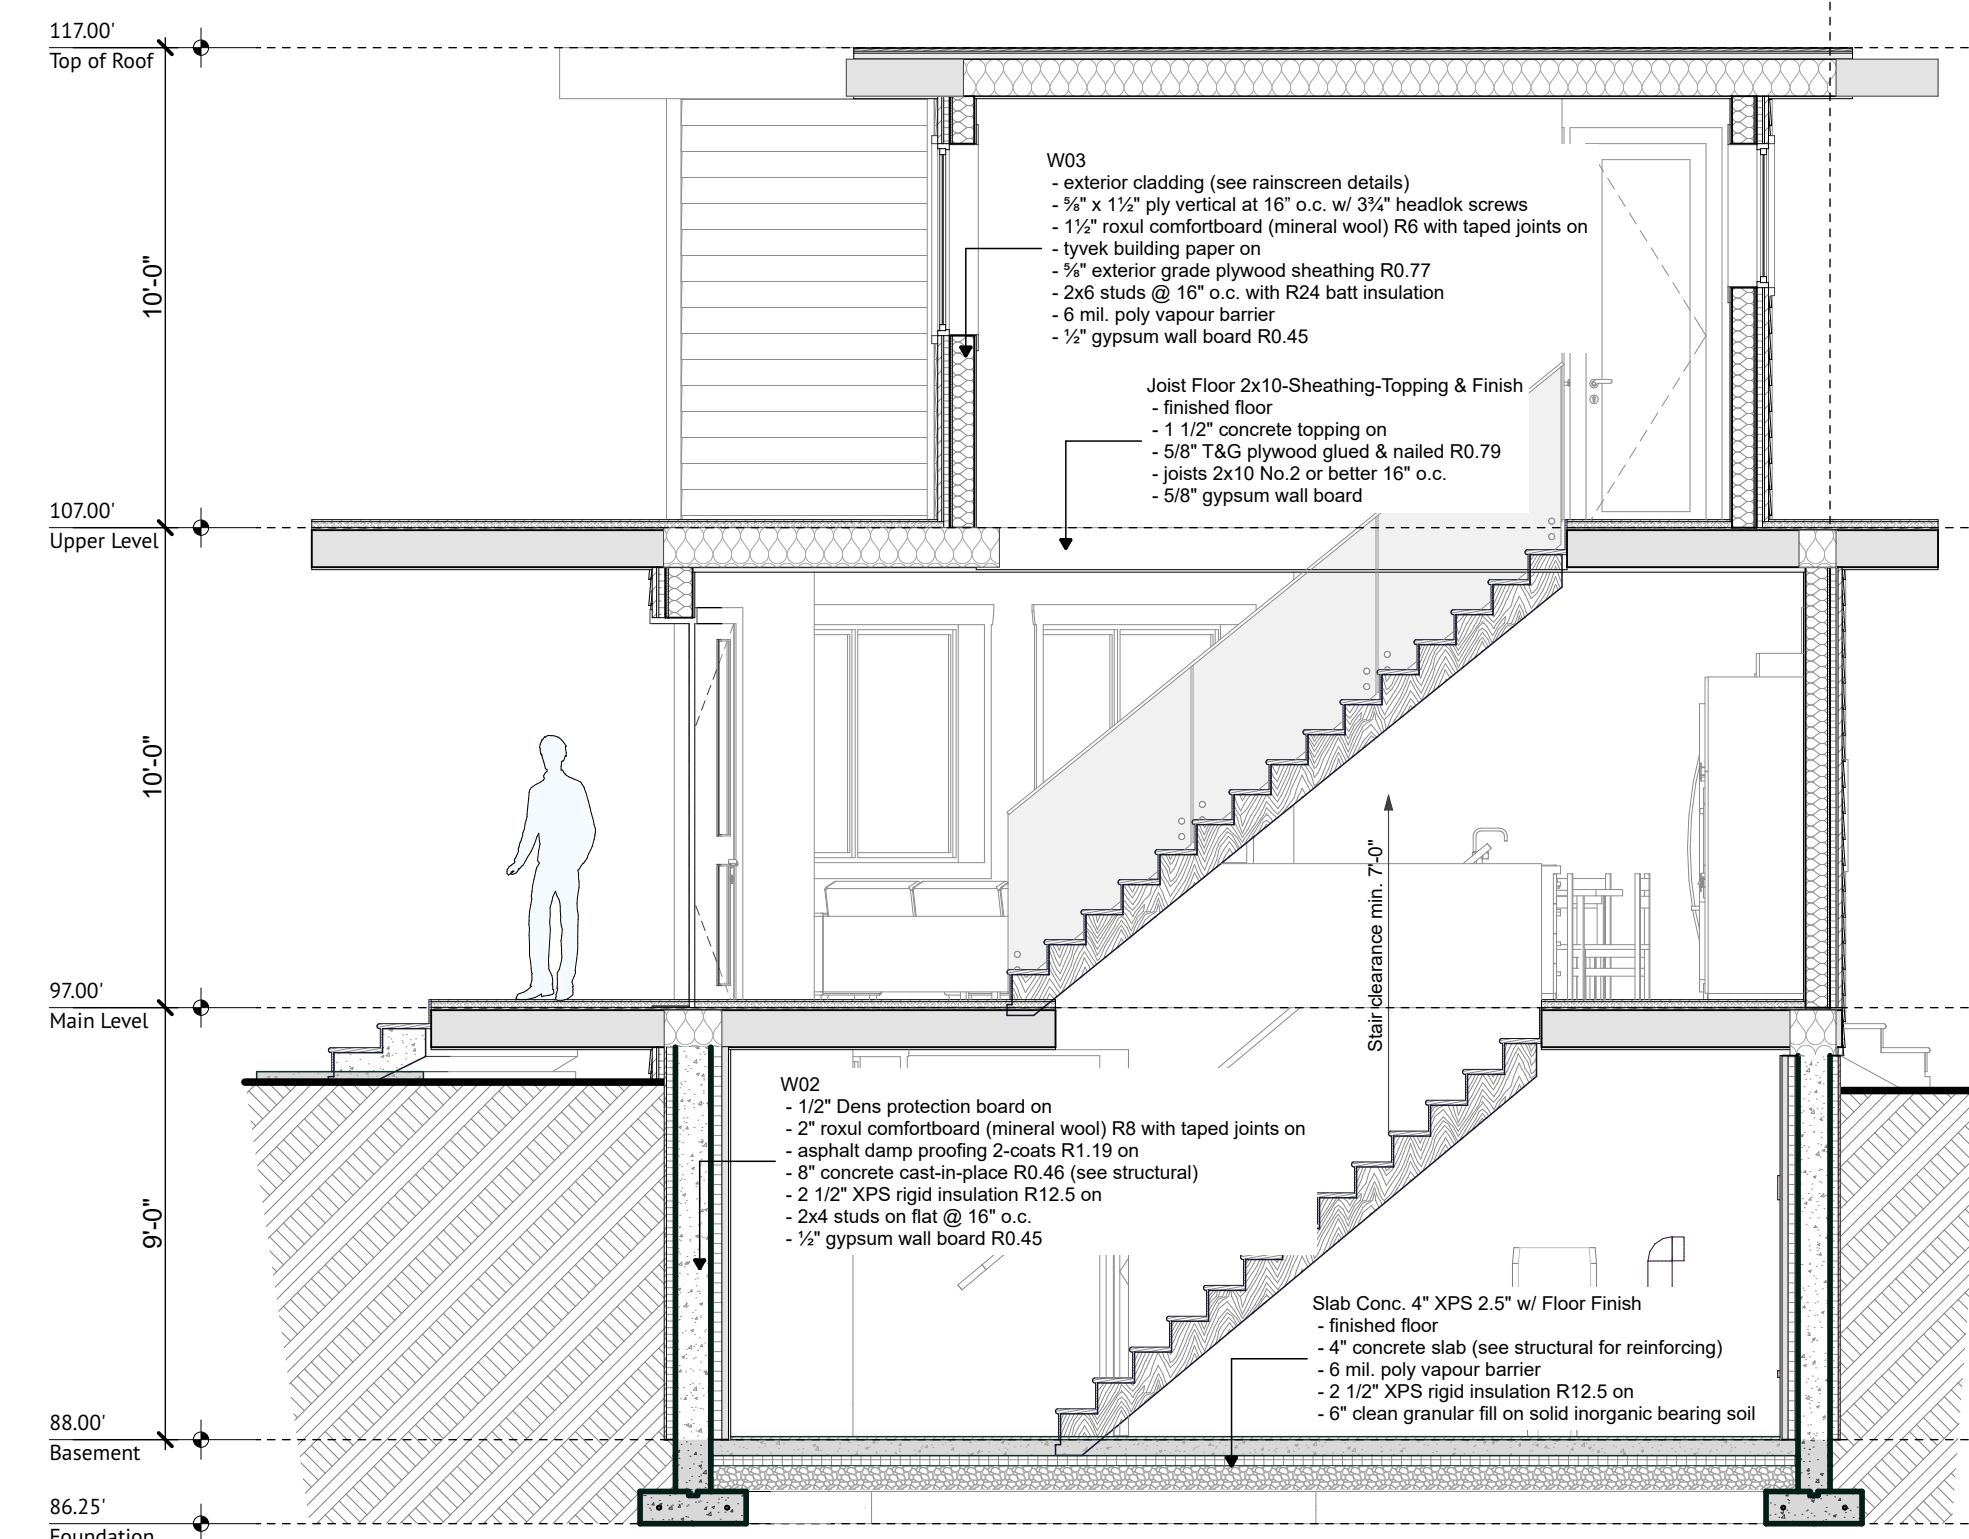 117.00'
Top of Roof
10'-0"
W03
- exterior cladding (see rainscreen details)
- ⅝" x 1½" ply vertical at 16” o.c. w/ 3¾" headlok screws
- 1½" roxul comfortboard (mineral wool) R6 with taped joints on
- tyvek building paper on
- ⅝" exterior grade plywood sheathing R0.77
- 2x6 studs @ 16" o.c. with R24 batt insulation
- 6 mil. poly vapour barrier
- ½" gypsum wall board R0.45
Joist Floor 2x10-Sheathing-Topping & Finish
- finished floor
- 1 1/2" concrete topping on
- 5/8" T&G plywood glued & nailed R0.79
- joists 2x10 No.2 or better 16" o.c.
- 5/8" gypsum wall board
107.00'
Upper Level
10'-0"
Stair clearance min. 7'-0"
97.00'
Main Level
W02
- 1/2" Dens protection board on
- 2" roxul comfortboard (mineral wool) R8 with taped joints on
- asphalt damp proofing 2-coats R1.19 on
- 8" concrete cast-in-place R0.46 (see structural)
- 2 1/2" XPS rigid insulation R12.5 on
- 2x4 studs on flat @ 16" o.c.
- ½" gypsum wall board R0.45
9'-0"
Slab Conc. 4" XPS 2.5" w/ Floor Finish
- finished floor
- 4" concrete slab (see structural for reinforcing)
- 6 mil. poly vapour barrier
- 2 1/2" XPS rigid insulation R12.5 on
- 6" clean granular fill on solid inorganic bearing soil
88.00'
Basement
86.25'
Foundation